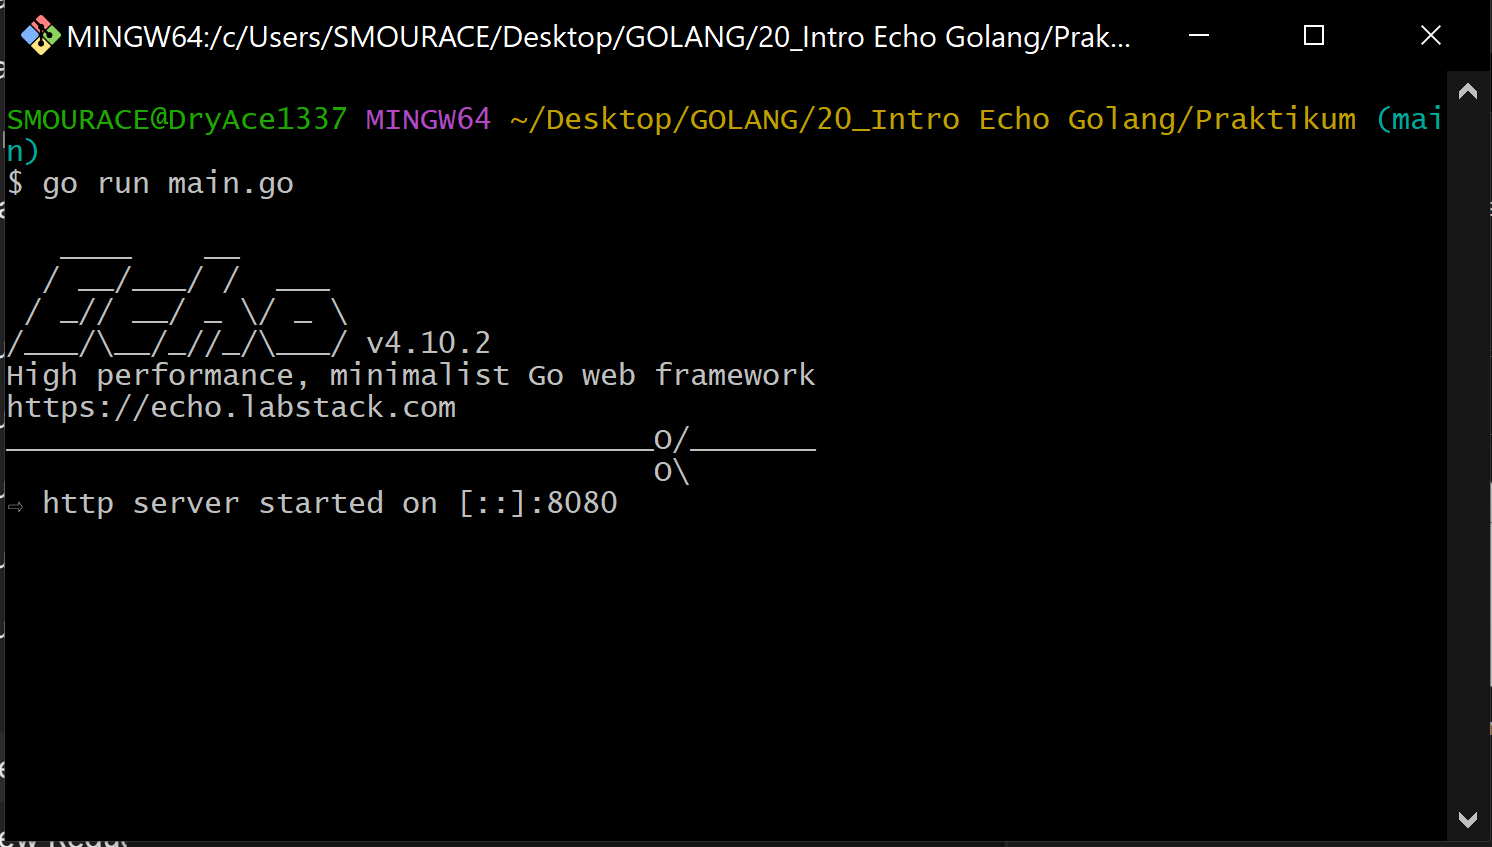 MINGW64:/c/Users/SMOURACE/Desktop/GOLANG/20_Intro Echo Golang/Prak...
SMOURACE@DryAce1337 MINGW64 ~/Desktop/GOLANG/20_Intro Echo Golang/Praktikum (mai
n)
$ go run main.go
   ____    __
  / __/___/ /  ___
 / _// __/ _ \/ _ \
/___/\__/_//_/\___/ v4.10.2
High performance, minimalist Go web framework
https://echo.labstack.com
____________________________________O/_______
                                    O\
⇨ http server started on [::]:8080